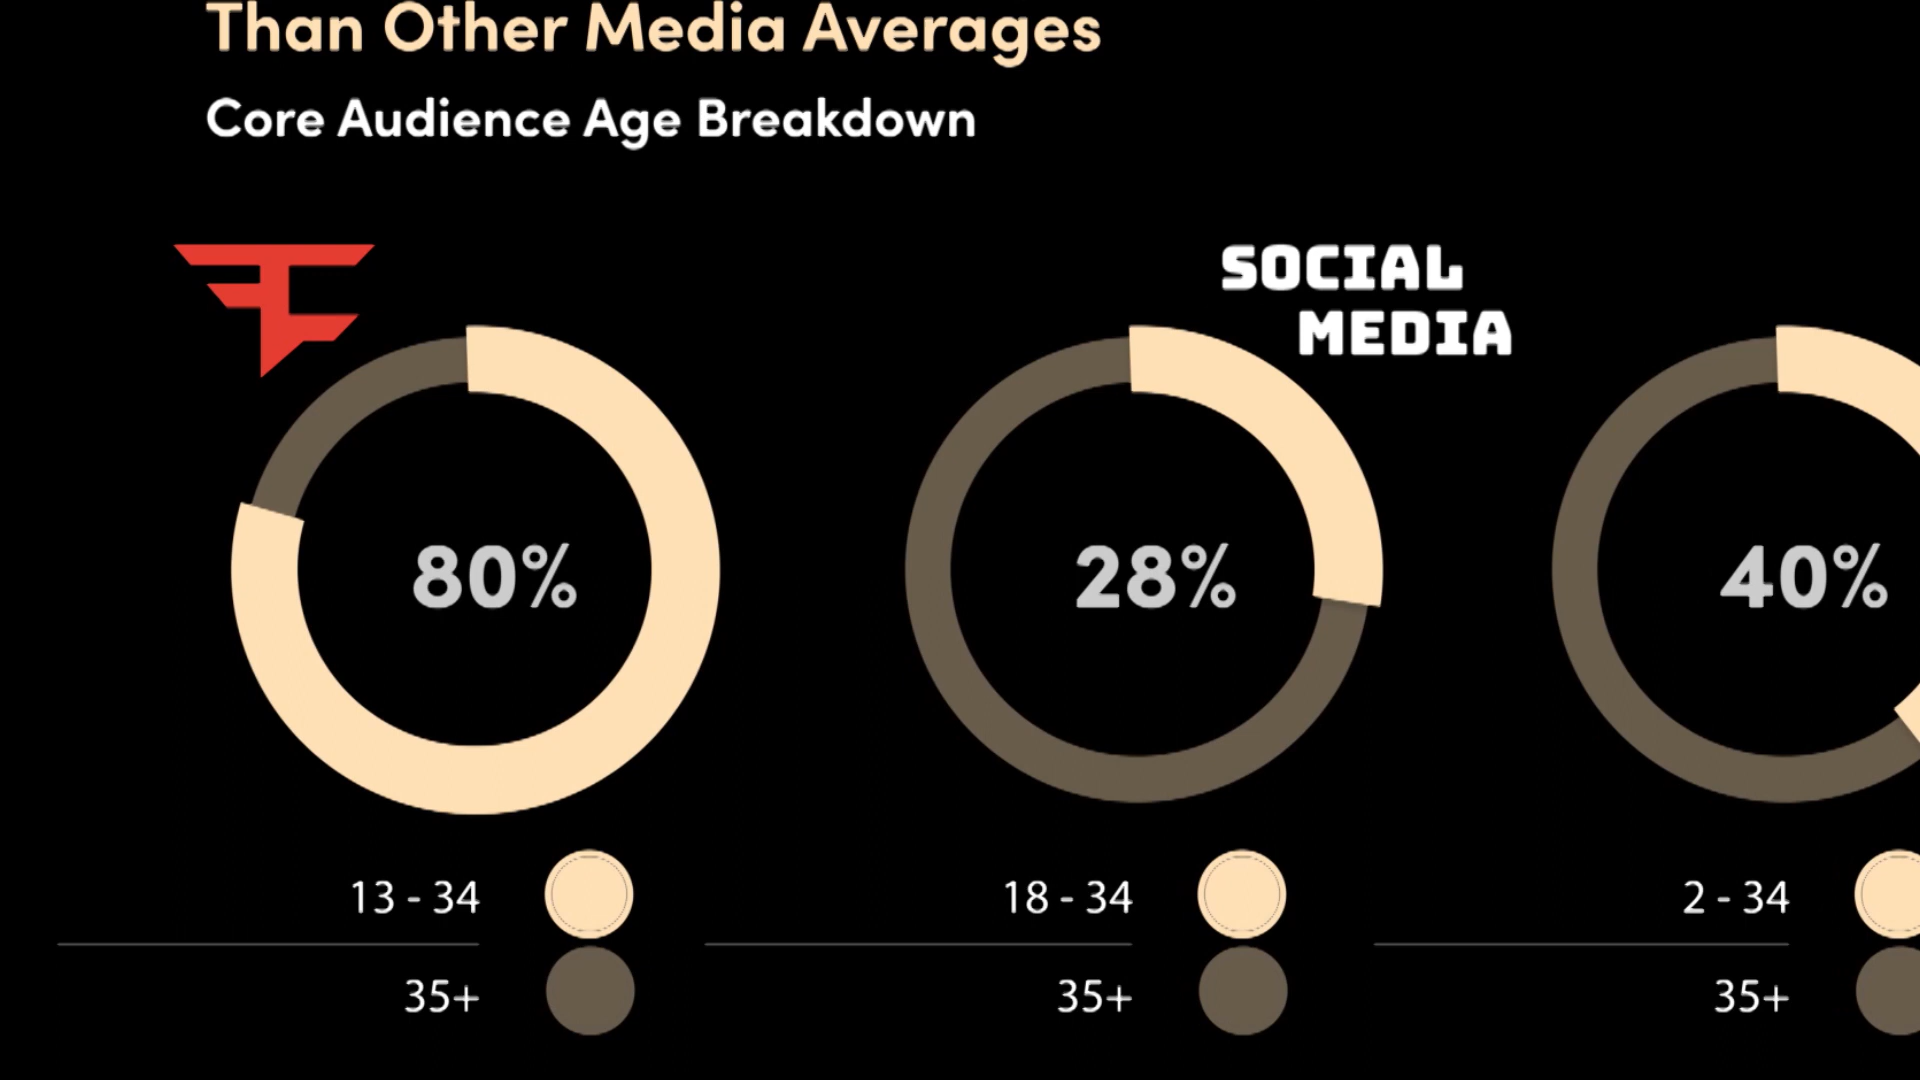 Than Other Media Averages
Core Audience Age Breakdown
SOCIAL
MEDIA
80%
28%
40%
13 - 34
18 - 34
2 - 34
35+
35+
35+